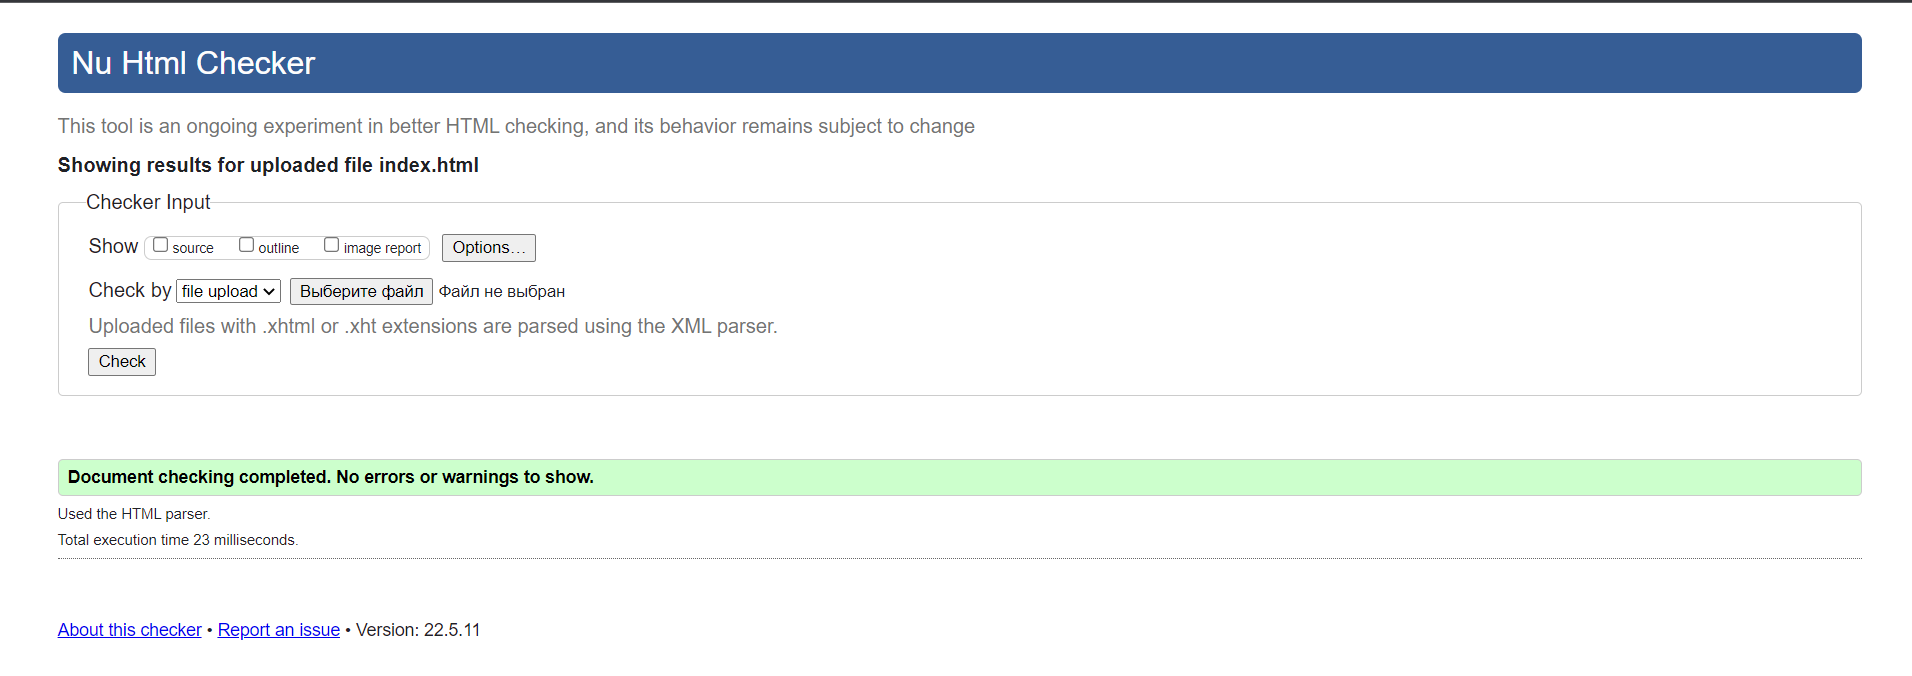 Nu Html Checker
This tool is an ongoing experiment in better HTML checking, and its behavior remains subject to change
Showing results for uploaded file index.html
Checker Input
Show source outline image report Options…
Check by file upload Выберите файл Файл не выбран
Uploaded files with .xhtml or .xht extensions are parsed using the XML parser.
Check
Document checking completed. No errors or warnings to show.
Used the HTML parser.
Total execution time 23 milliseconds.
About this checker • Report an issue • Version: 22.5.11